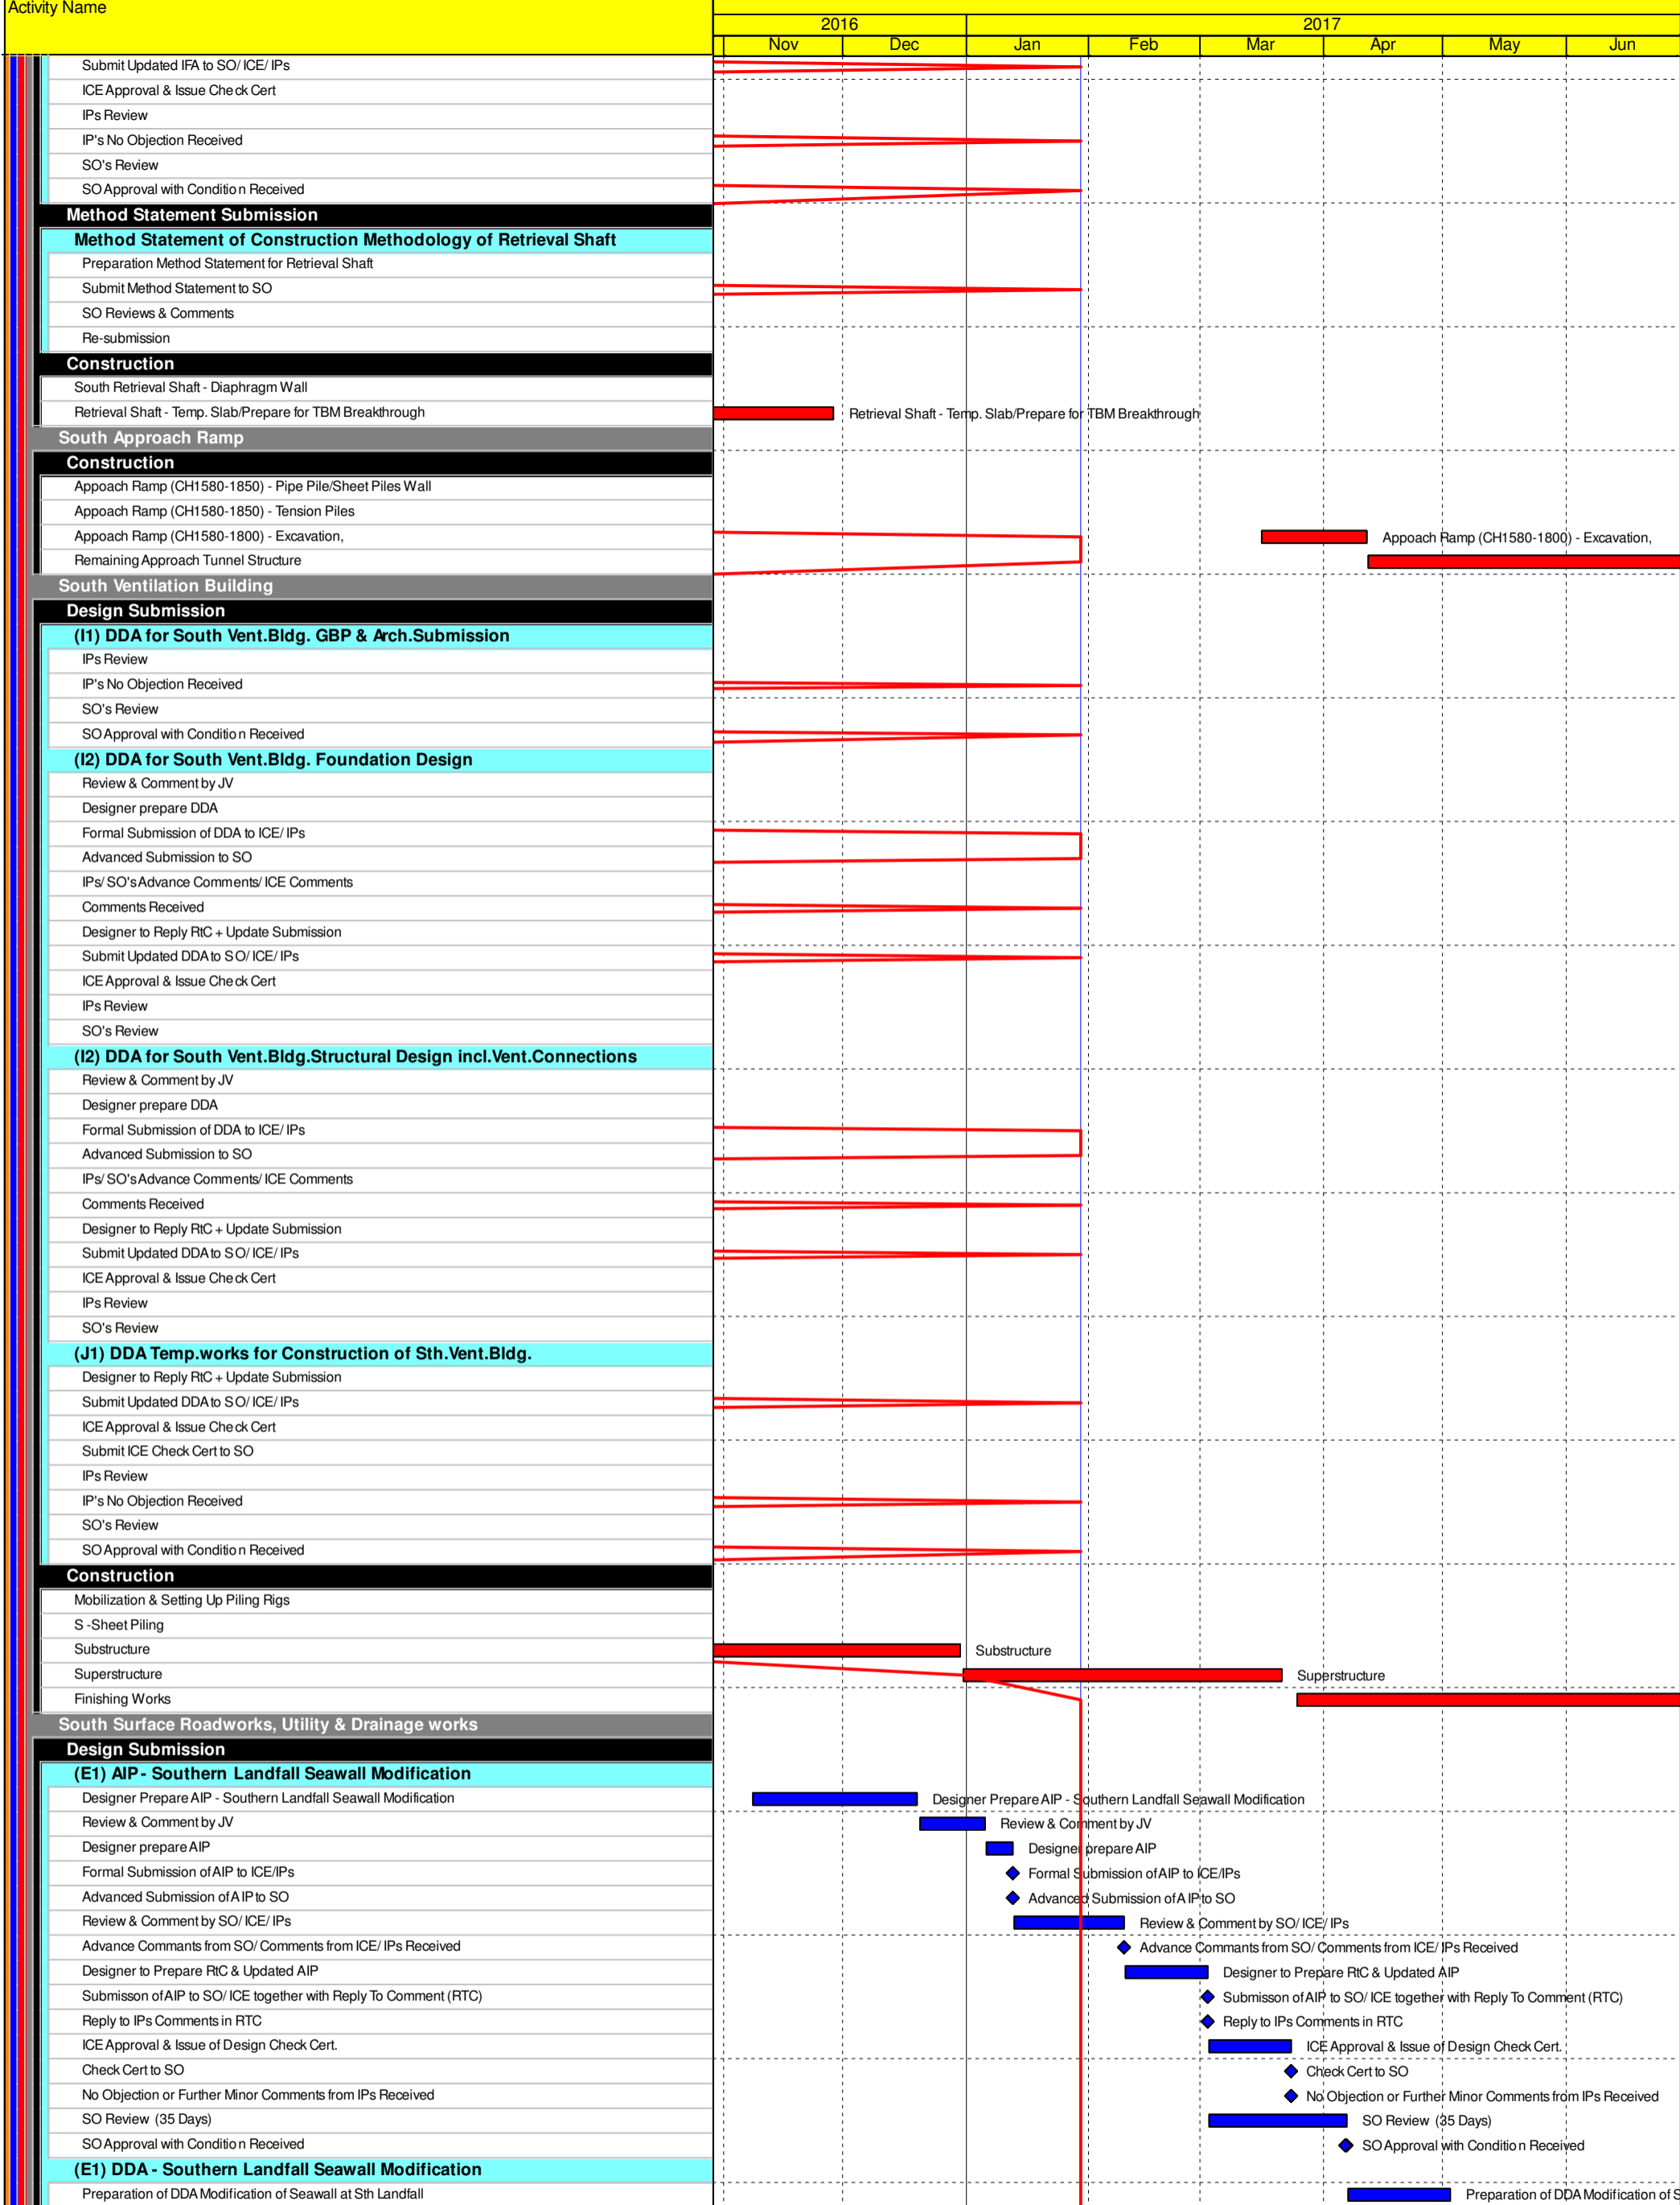 Activity Name
2016 2017
Nov Dec Jan Feb Mar Apr May Jun
Submit Updated IFA to SO/ ICE/ IPs
ICE Approval & Issue Check Cert
IPs Review
IP's No Objection Received
SO's Review
SO Approval with Condition Received
Method Statement Submission
Method Statement of Construction Methodology of Retrieval Shaft
Preparation Method Statement for Retrieval Shaft
Submit Method Statement to SO
SO Reviews & Comments
Re-submission
Construction
South Retrieval Shaft - Diaphragm Wall
Retrieval Shaft - Temp. Slab/Prepare for TBM Breakthrough Retrieval Shaft - Temp. Slab/Prepare for TBM Breakthrough
South Approach Ramp
Construction
Appoach Ramp (CH1580-1850) - Pipe Pile/Sheet Piles Wall
Appoach Ramp (CH1580-1850) - Tension Piles
Appoach Ramp (CH1580-1800) - Excavation, Appoach Ramp (CH1580-1800) - Excavation,
Remaining Approach Tunnel Structure
South Ventilation Building
Design Submission
(I1) DDA for South Vent.Bldg. GBP & Arch.Submission
IPs Review
IP's No Objection Received
SO's Review
SO Approval with Condition Received
(I2) DDA for South Vent.Bldg. Foundation Design
Review & Comment by JV
Designer prepare DDA
Formal Submission of DDA to ICE/ IPs
Advanced Submission to SO
IPs/ SO's Advance Comments/ ICE Comments
Comments Received
Designer to Reply RtC + Update Submission
Submit Updated DDA to SO/ ICE/ IPs
ICE Approval & Issue Check Cert
IPs Review
SO's Review
(I2) DDA for South Vent.Bldg.Structural Design incl.Vent.Connections
Review & Comment by JV
Designer prepare DDA
Formal Submission of DDA to ICE/ IPs
Advanced Submission to SO
IPs/ SO's Advance Comments/ ICE Comments
Comments Received
Designer to Reply RtC + Update Submission
Submit Updated DDA to SO/ ICE/ IPs
ICE Approval & Issue Check Cert
IPs Review
SO's Review
(J1) DDA Temp.works for Construction of Sth.Vent.Bldg.
Designer to Reply RtC + Update Submission
Submit Updated DDA to SO/ ICE/ IPs
ICE Approval & Issue Check Cert
Submit ICE Check Cert to SO
IPs Review
IP's No Objection Received
SO's Review
SO Approval with Condition Received
Construction
Mobilization & Setting Up Piling Rigs
S -Sheet Piling
Substructure Substructure
Superstructure Superstructure
Finishing Works
South Surface Roadworks, Utility & Drainage works
Design Submission
(E1) AIP - Southern Landfall Seawall Modification
Designer Prepare AIP - Southern Landfall Seawall Modification Designer Prepare AIP - Southern Landfall Seawall Modification
Review & Comment by JV Review & Comment by JV
Designer prepare AIP Designer prepare AIP
Formal Submission of AIP to ICE/IPs Formal Submission of AIP to ICE/IPs
Advanced Submission of AIP to SO Advanced Submission of AIP to SO
Review & Comment by SO/ ICE/ IPs Review & Comment by SO/ ICE/ IPs
Advance Commants from SO/ Comments from ICE/ IPs Received Advance Commants from SO/ Comments from ICE/ IPs Received
Designer to Prepare RtC & Updated AIP Designer to Prepare RtC & Updated AIP
Submisson of AIP to SO/ ICE together with Reply To Comment (RTC) Submisson of AIP to SO/ ICE together with Reply To Comment (RTC)
Reply to IPs Comments in RTC Reply to IPs Comments in RTC
ICE Approval & Issue of Design Check Cert. ICE Approval & Issue of Design Check Cert.
Check Cert to SO Check Cert to SO
No Objection or Further Minor Comments from IPs Received No Objection or Further Minor Comments from IPs Received
SO Review (35 Days) SO Review (35 Days)
SO Approval with Condition Received SO Approval with Condition Received
(E1) DDA - Southern Landfall Seawall Modification
Preparation of DDA Modification of Seawall at Sth Landfall Preparation of DDA Modification of S